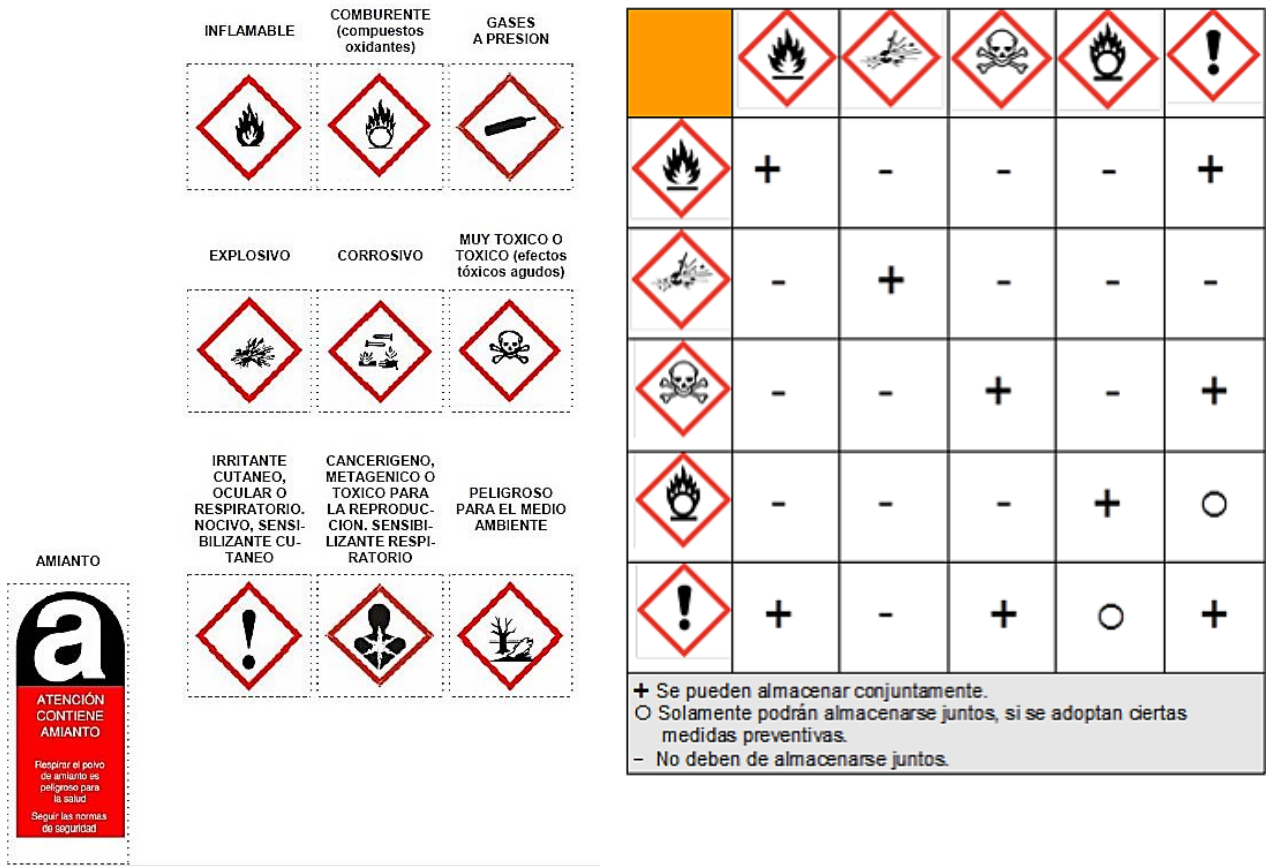 INFLAMABLE
COMBURENTE
(compuestos
oxidantes)
GASES
A PRESION
EXPLOSIVO
CORROSIVO
MUY TOXICO O
TOXICO (efectos
tóxicos agudos)
IRRITANTE
CUTANEO,
OCULAR O
RESPIRATORIO.
NOCIVO, SENSI-
BILIZANTE CU-
TANEO
CANCERIGENO,
METAGENICO O
TOXICO PARA
LA REPRODUC-
CION. SENSIBI-
LIZANTE RESPI-
RATORIO
PELIGROSO
PARA EL MEDIO
AMBIENTE
AMIANTO
a
ATENCIÓN
CONTIENE
AMIANTO
Respirar el polvo
de amianto es
peligroso para
la salud
Seguir las normas
de seguridad
+ - - - +
- + - - -
- - + - +
- - - + O
+ - + O +
+ Se pueden almacenar conjuntamente.
O Solamente podrán almacenarse juntos, si se adoptan ciertas
medidas preventivas.
- No deben de almacenarse juntos.